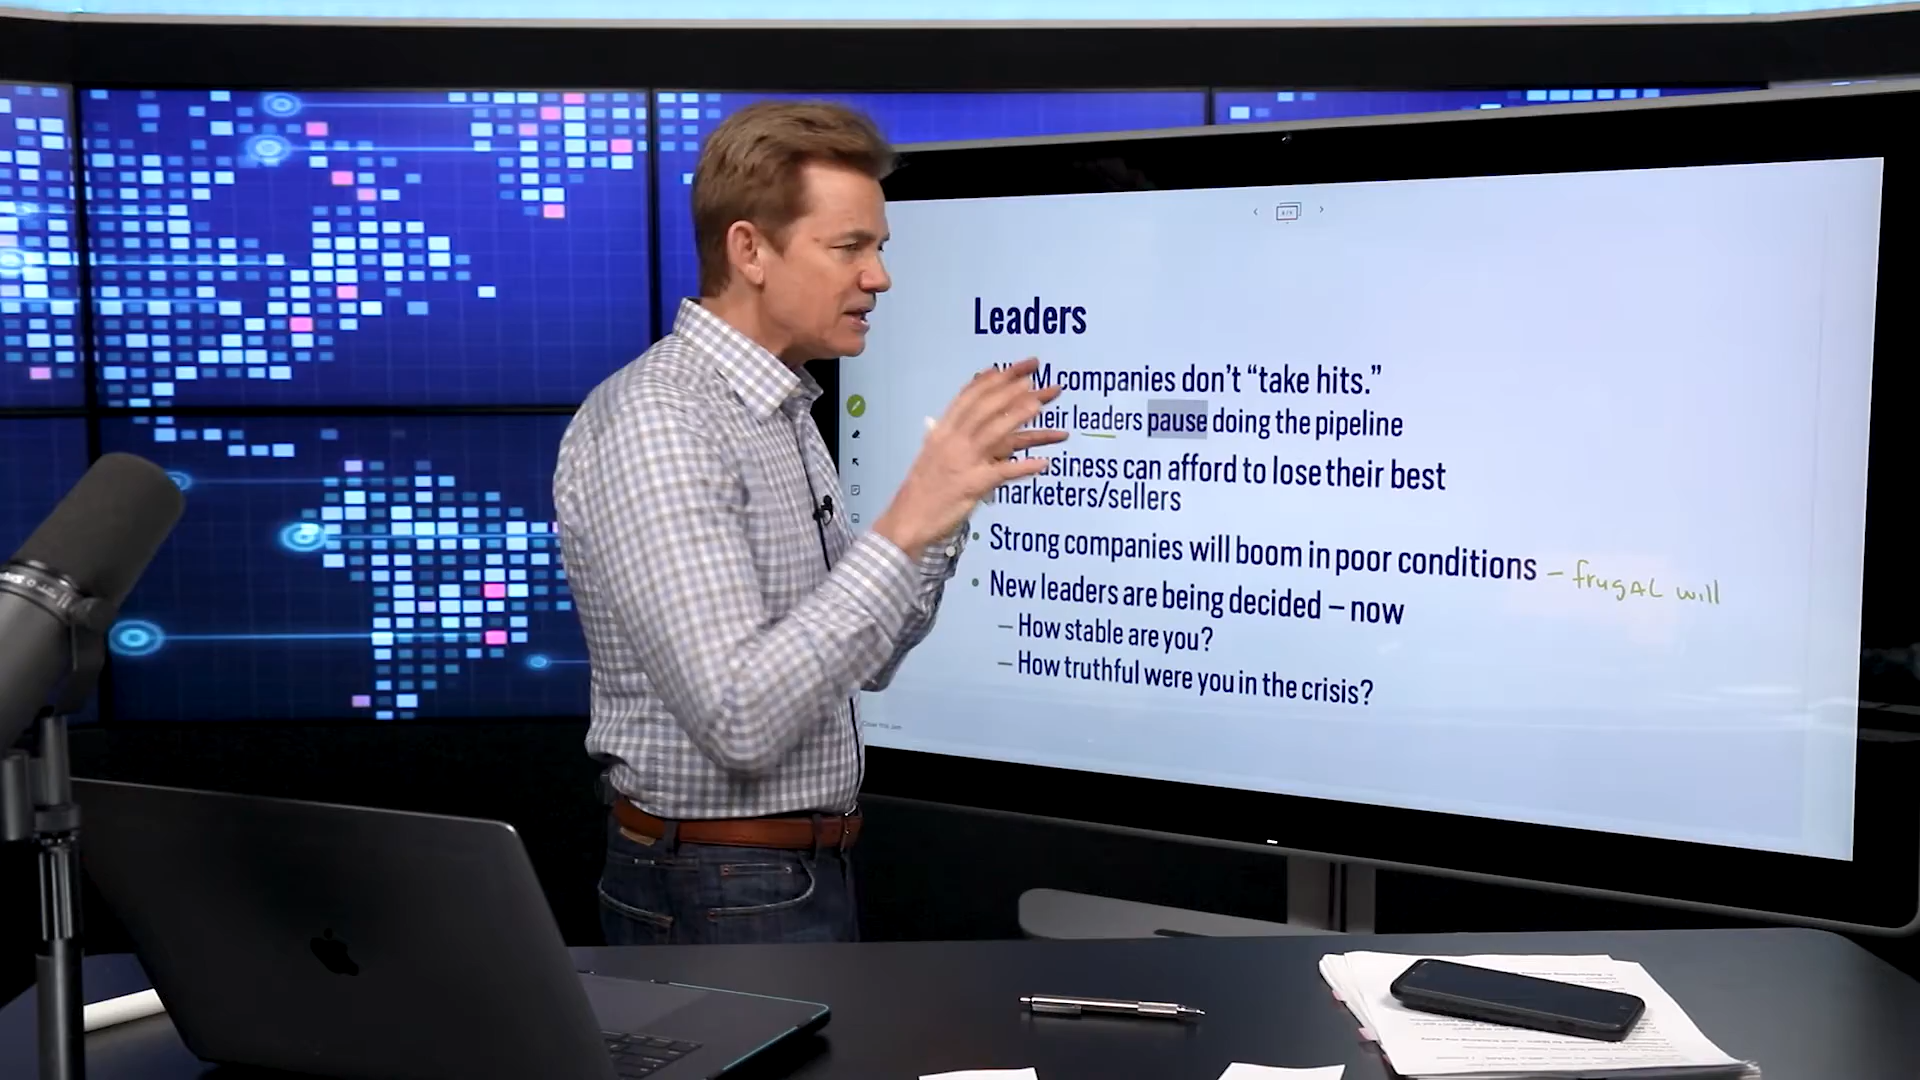 Leaders
companies don't "take hits."
leaders pause doing the pipeline
business can afford to lose their best
marketers/sellers
• Strong companies will boom in poor conditions – frugal will
• New leaders are being decided – now
– How stable are you?
– How truthful were you in the crisis?